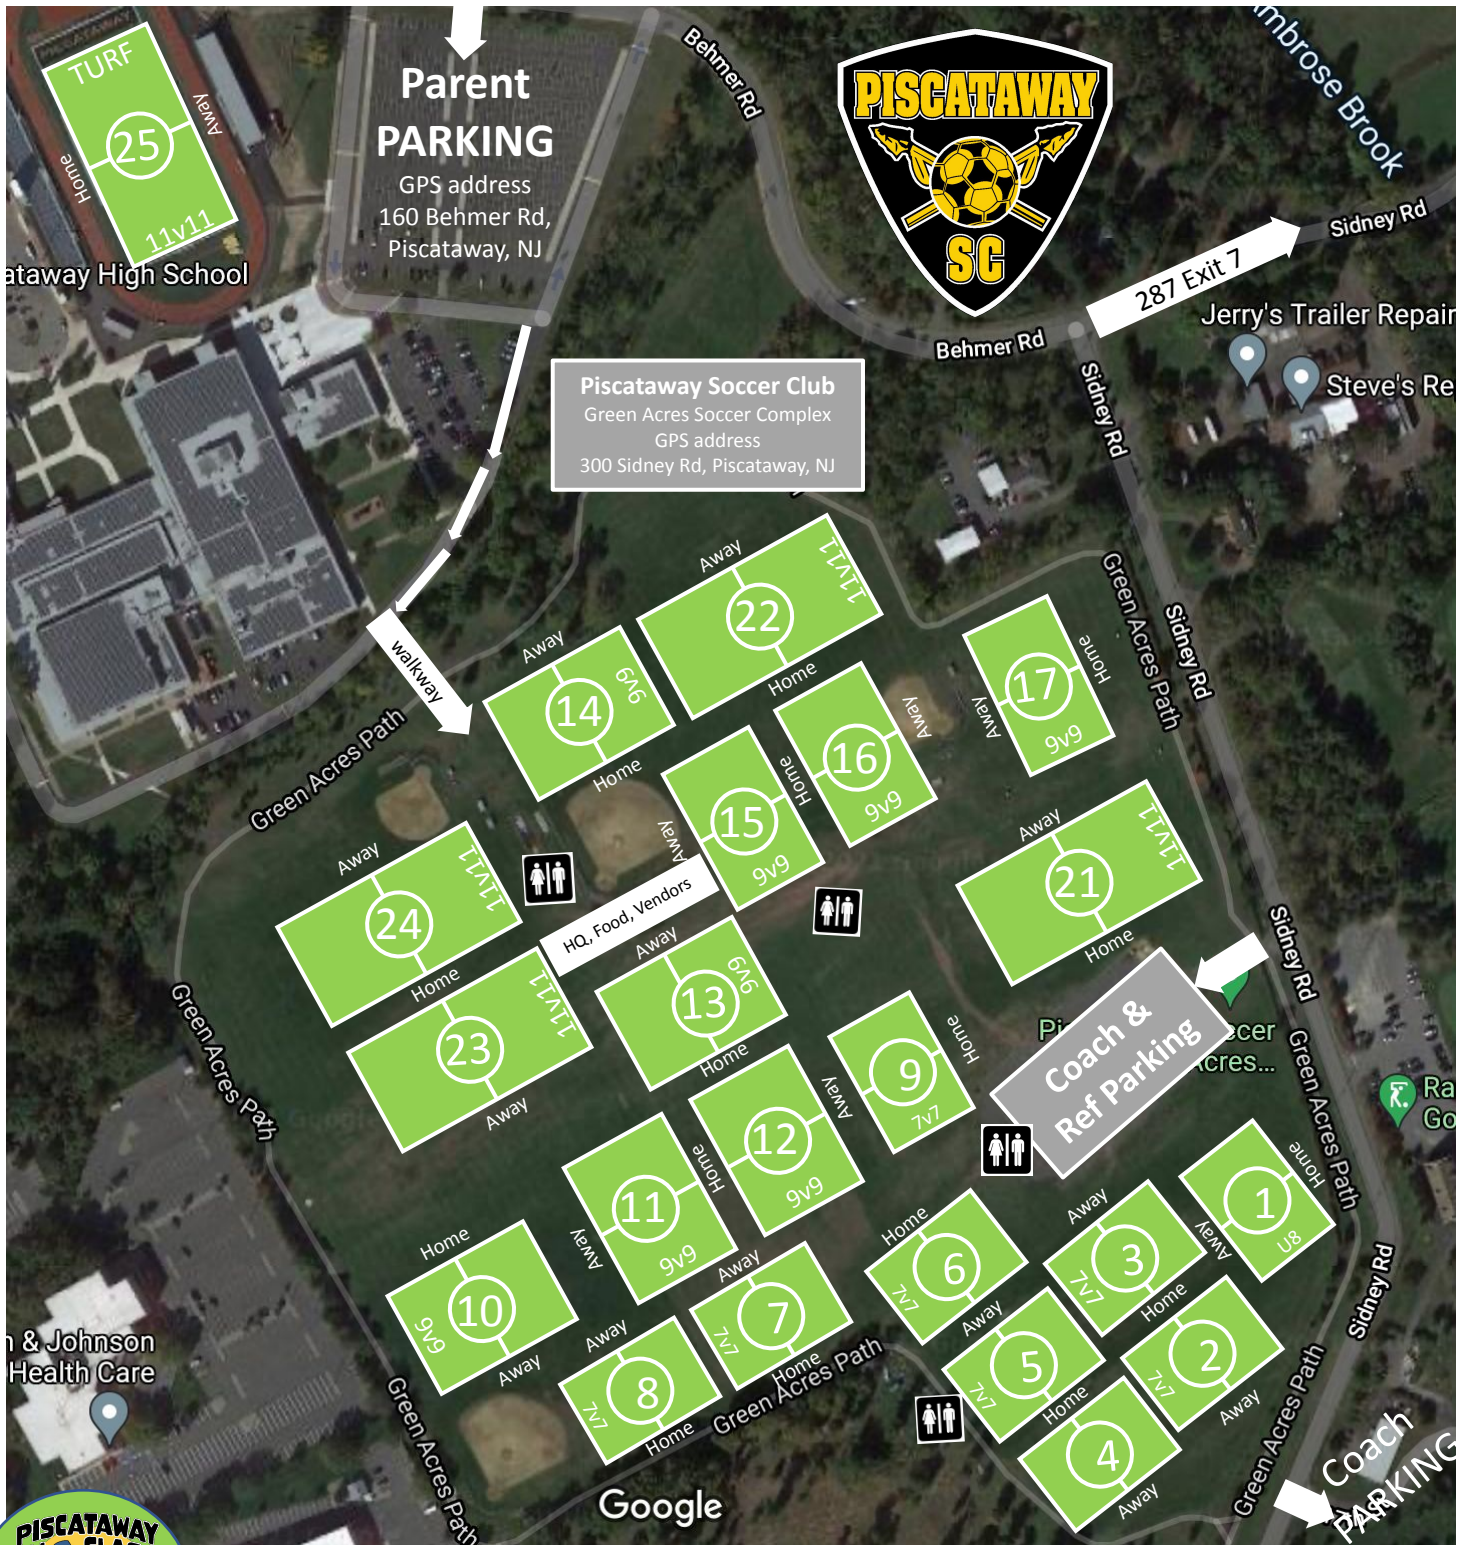 PISCATAWAY
TURF
25
Home
Away
11v11
ataway High School
Parent
PARKING
GPS address
160 Behmer Rd,
Piscataway, NJ
Behmer Rd
PISCATAWAY
SC
mbrose Brook
Sidney Rd
287 Exit 7
Behmer Rd
Jerry's Trailer Repair
Steve's Re
Sidney Rd
Piscataway Soccer Club
Green Acres Soccer Complex
GPS address
300 Sidney Rd, Piscataway, NJ
walkway
Away
22
11v11
Home
Away
14
9v9
Home
Home
17
Away
9v9
Green Acres Path
Sidney Rd
Green Acres Path
16
Away
Home
9v9
15
Away
9v9
Away
21
11v11
Home
Away
24
11v11
Home
HQ, Food, Vendors
23
11v11
Away
Away
13
9v9
Home
Sidney Rd
Coach &
Ref Parking
Pi
ccer
Acres...
Green Acres Path
Ra
Go
9
Home
Away
7v7
12
Home
9v9
11
Away
9v9
Green Acres Path
Home
10
9v9
Away
Away
7
7v7
Home
Away
8
7v7
Home
Home
6
7v7
Away
Away
3
7v7
Home
1
Home
Away
U8
5
7v7
Home
2
7v7
Away
4
Away
Sidney Rd
Green Acres Path
Green Acres Path
Green Acres Path
n & Johnson
Health Care
Google
Coach
PARKING
PISCATAWAY